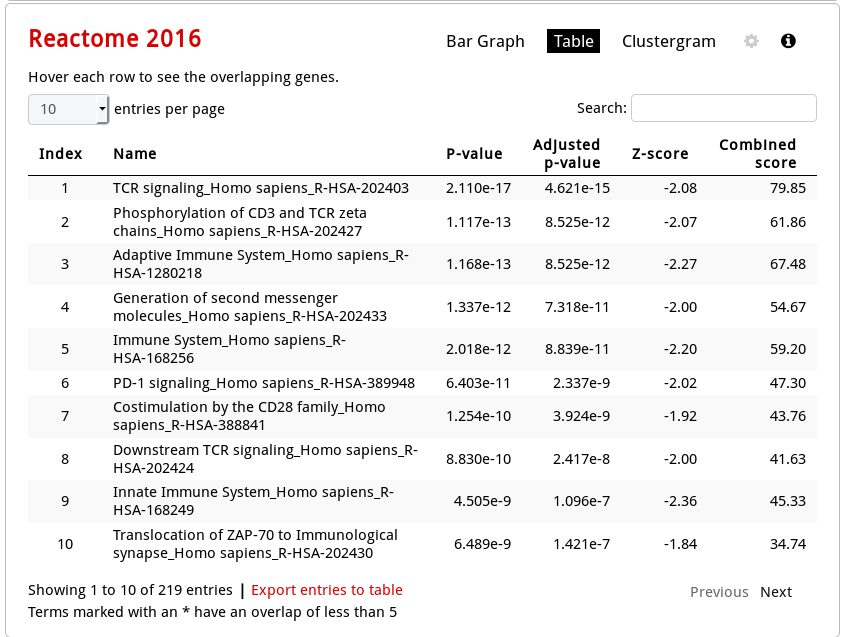 Reactome 2016
Bar Graph Table Clustergram
Hover each row to see the overlapping genes.
10 entries per page Search:
Index Name P-value Adjusted p-value Z-score Combined score
1 TCR signaling_Homo sapiens_R-HSA-202403 2.110e-17 4.621e-15 -2.08 79.85
Phosphorylation of CD3 and TCR zeta
2 chains_Homo sapiens_R-HSA-202427 1.117e-13 8.525e-12 -2.07 61.86
Adaptive Immune System_Homo sapiens_R-
3 HSA-1280218 1.168e-13 8.525e-12 -2.27 67.48
Generation of second messenger
4 molecules_Homo sapiens_R-HSA-202433 1.337e-12 7.318e-11 -2.00 54.67
Immune System_Homo sapiens_R-
5 HSA-168256 2.018e-12 8.839e-11 -2.20 59.20
6 PD-1 signaling_Homo sapiens_R-HSA-389948 6.403e-11 2.337e-9 -2.02 47.30
Costimulation by the CD28 family_Homo
7 sapiens_R-HSA-388841 1.254e-10 3.924e-9 -1.92 43.76
Downstream TCR signaling_Homo sapiens_R-
8 HSA-202424 8.830e-10 2.417e-8 -2.00 41.63
Innate Immune System_Homo sapiens_R-
9 HSA-168249 4.505e-9 1.096e-7 -2.36 45.33
Translocation of ZAP-70 to Immunological
10 synapse_Homo sapiens_R-HSA-202430 6.489e-9 1.421e-7 -1.84 34.74
Showing 1 to 10 of 219 entries | Export entries to table Previous Next
Terms marked with an * have an overlap of less than 5